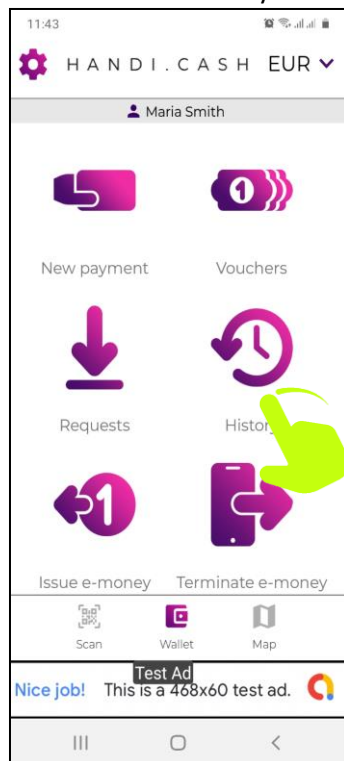 11:43
HANDI.CASH EUR
Maria Smith
1
New payment Vouchers
Requests History
1
Issue e-money Terminate e-money
Scan Wallet Map
Test Ad
Nice job! This is a 468x60 test ad.